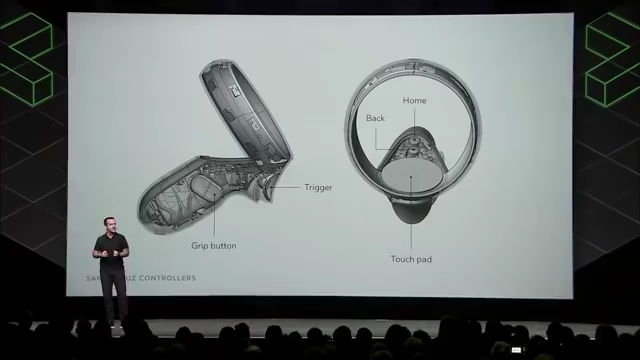 Home
Back
Trigger
Grip button
Touch pad
CONTROLLERS